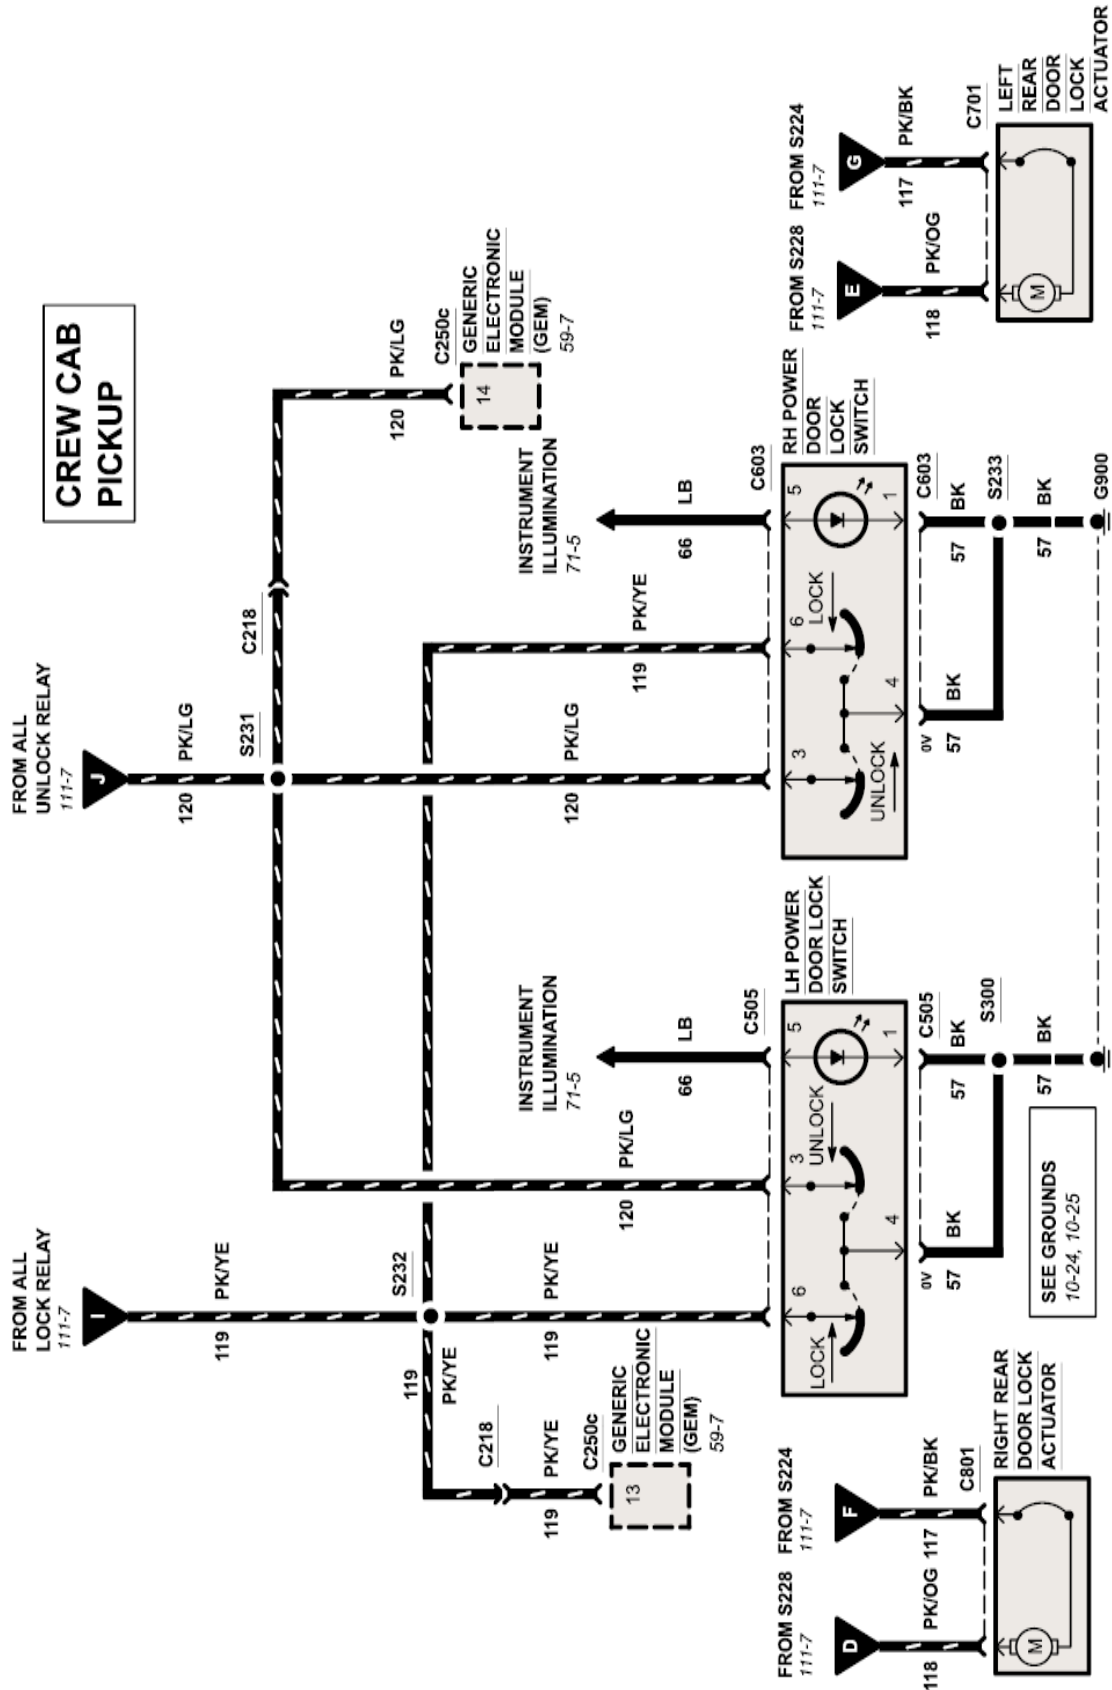 CREW CAB
PICKUP
FROM ALL
LOCK RELAY
111-7
I
119
PK/YE
FROM ALL
UNLOCK RELAY
111-7
J
120
PK/LG
S231
C218
120
PK/LG
C250c
14
GENERIC
ELECTRONIC
MODULE
(GEM)
59-7
S232
119
PK/YE
C218
119
PK/YE
C250c
13
GENERIC
ELECTRONIC
MODULE
(GEM)
59-7
119
PK/YE
120
PK/LG
INSTRUMENT
ILLUMINATION
71-5
66
LB
C505
120
PK/LG
119
PK/YE
INSTRUMENT
ILLUMINATION
71-5
66
LB
C603
LH POWER
DOOR LOCK
SWITCH
6
3
5
LOCK
UNLOCK
4
1
RH POWER
DOOR
LOCK
SWITCH
3
6
5
UNLOCK
LOCK
4
1
0V
57
BK
57
BK
C505
S300
57
BK
0V
57
BK
57
BK
C603
S233
57
BK
G900
SEE GROUNDS
10-24, 10-25
FROM S228
111-7
D
118
PK/OG
FROM S224
111-7
F
117
PK/BK
C801
M
RIGHT REAR
DOOR LOCK
ACTUATOR
FROM S228
111-7
E
118
PK/OG
FROM S224
111-7
G
117
PK/BK
C701
M
LEFT
REAR
DOOR
LOCK
ACTUATOR